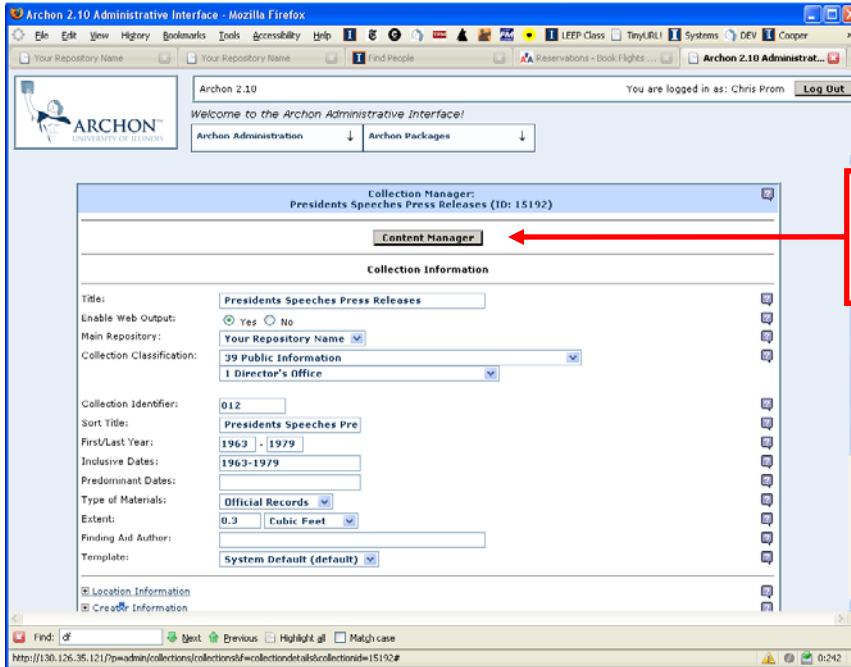 Archon 2.10 Administrative Interface - Mozilla Firefox
File Edit View History Bookmarks Tools Accessibility Help LEEP Class TinyURL! Systems DEV Cooper
Your Repository Name Your Repository Name Find People Reservations - Book Flights ... Archon 2.10 Administrat...
ARCHON™
UNIVERSITY OF ILLINOIS
Archon 2.10 You are logged in as: Chris Prom Log Out
Welcome to the Archon Administrative Interface!
Archon Administration ↓ Archon Packages ↓
Collection Manager:
Presidents Speeches Press Releases (ID: 15192)
Content Manager
Collection Information
Title: Presidents Speeches Press Releases
Enable Web Output: Yes No
Main Repository: Your Repository Name
Collection Classification: 39 Public Information
1 Director's Office
Collection Identifier: 012
Sort Title: Presidents Speeches Pre
First/Last Year: 1963 - 1979
Inclusive Dates: 1963-1979
Predominant Dates:
Type of Materials: Official Records
Extent: 0.3 Cubic Feet
Finding Aid Author:
Template: System Default (default)
Location Information
Creator Information
Find: df Next Previous Highlight all Match case
http://130.126.35.121/?p=admin/collections/collections&f=collectiondetails&collectionid=15192# 0:242